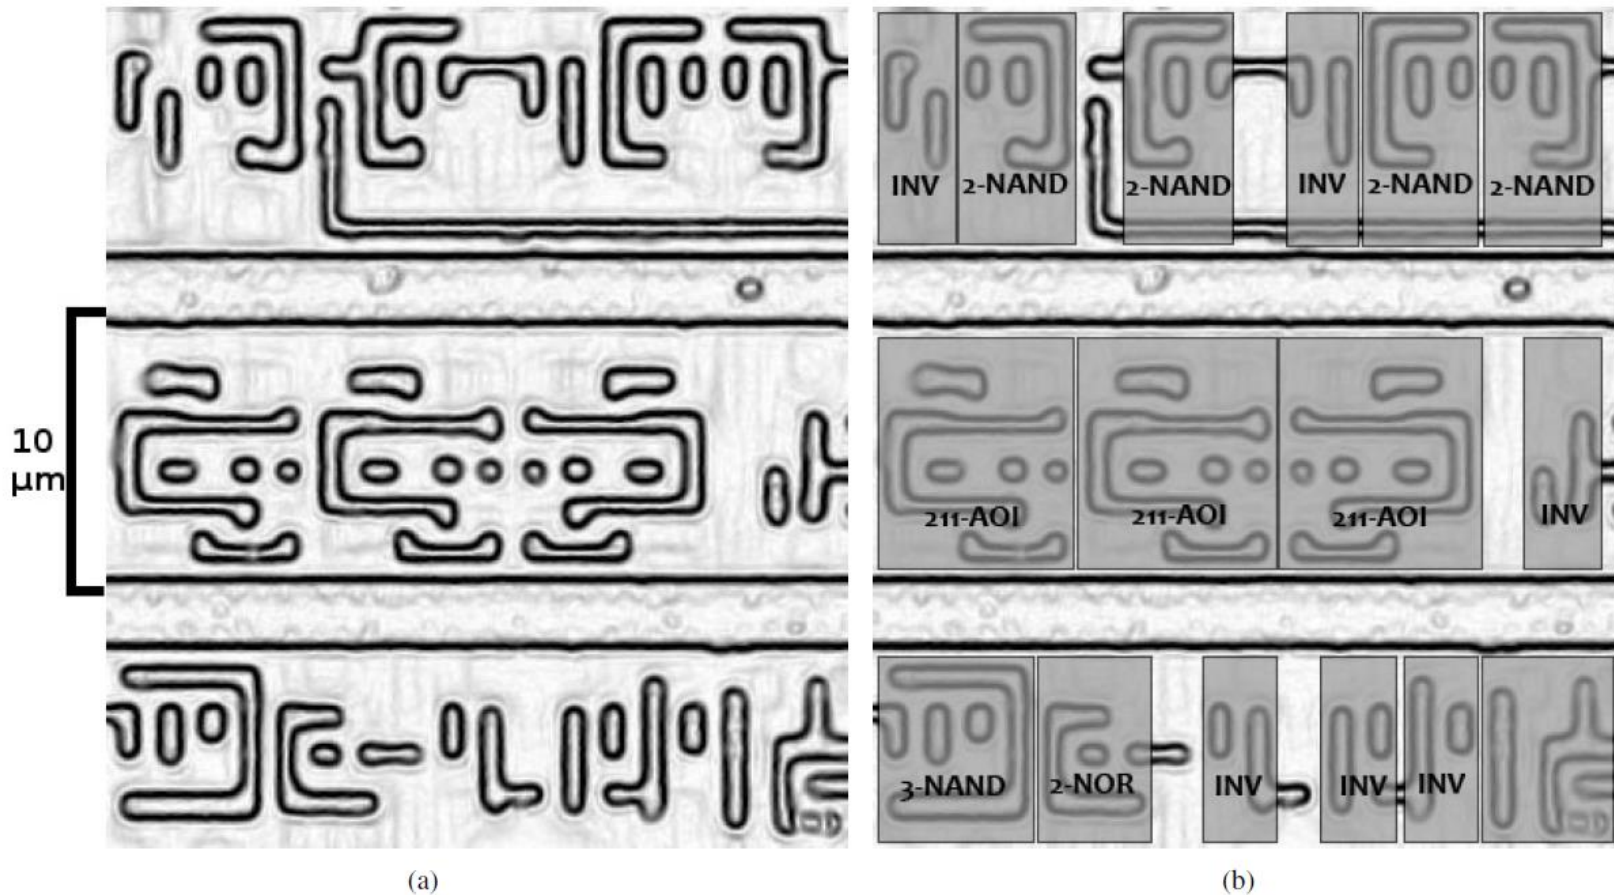 INV 2-NAND 2-NAND INV 2-NAND 2-NAND
10
μm
211-AOI 211-AOI 211-AOI INV
3-NAND 2-NOR INV INV INV
(a) (b)